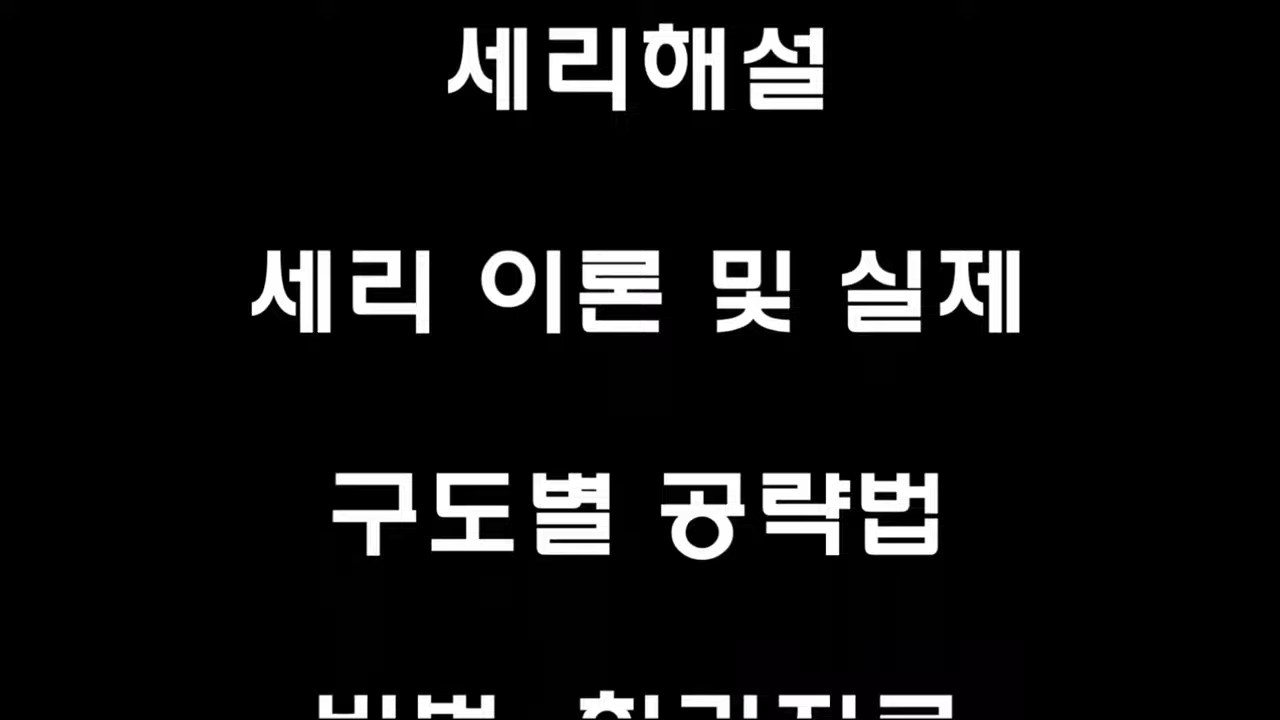 세리해설
세리 이론 및 실제
구도별 공략법